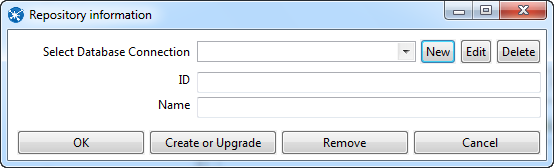 Repository information
Select Database Connection New Edit Delete
ID
Name
OK Create or Upgrade Remove Cancel